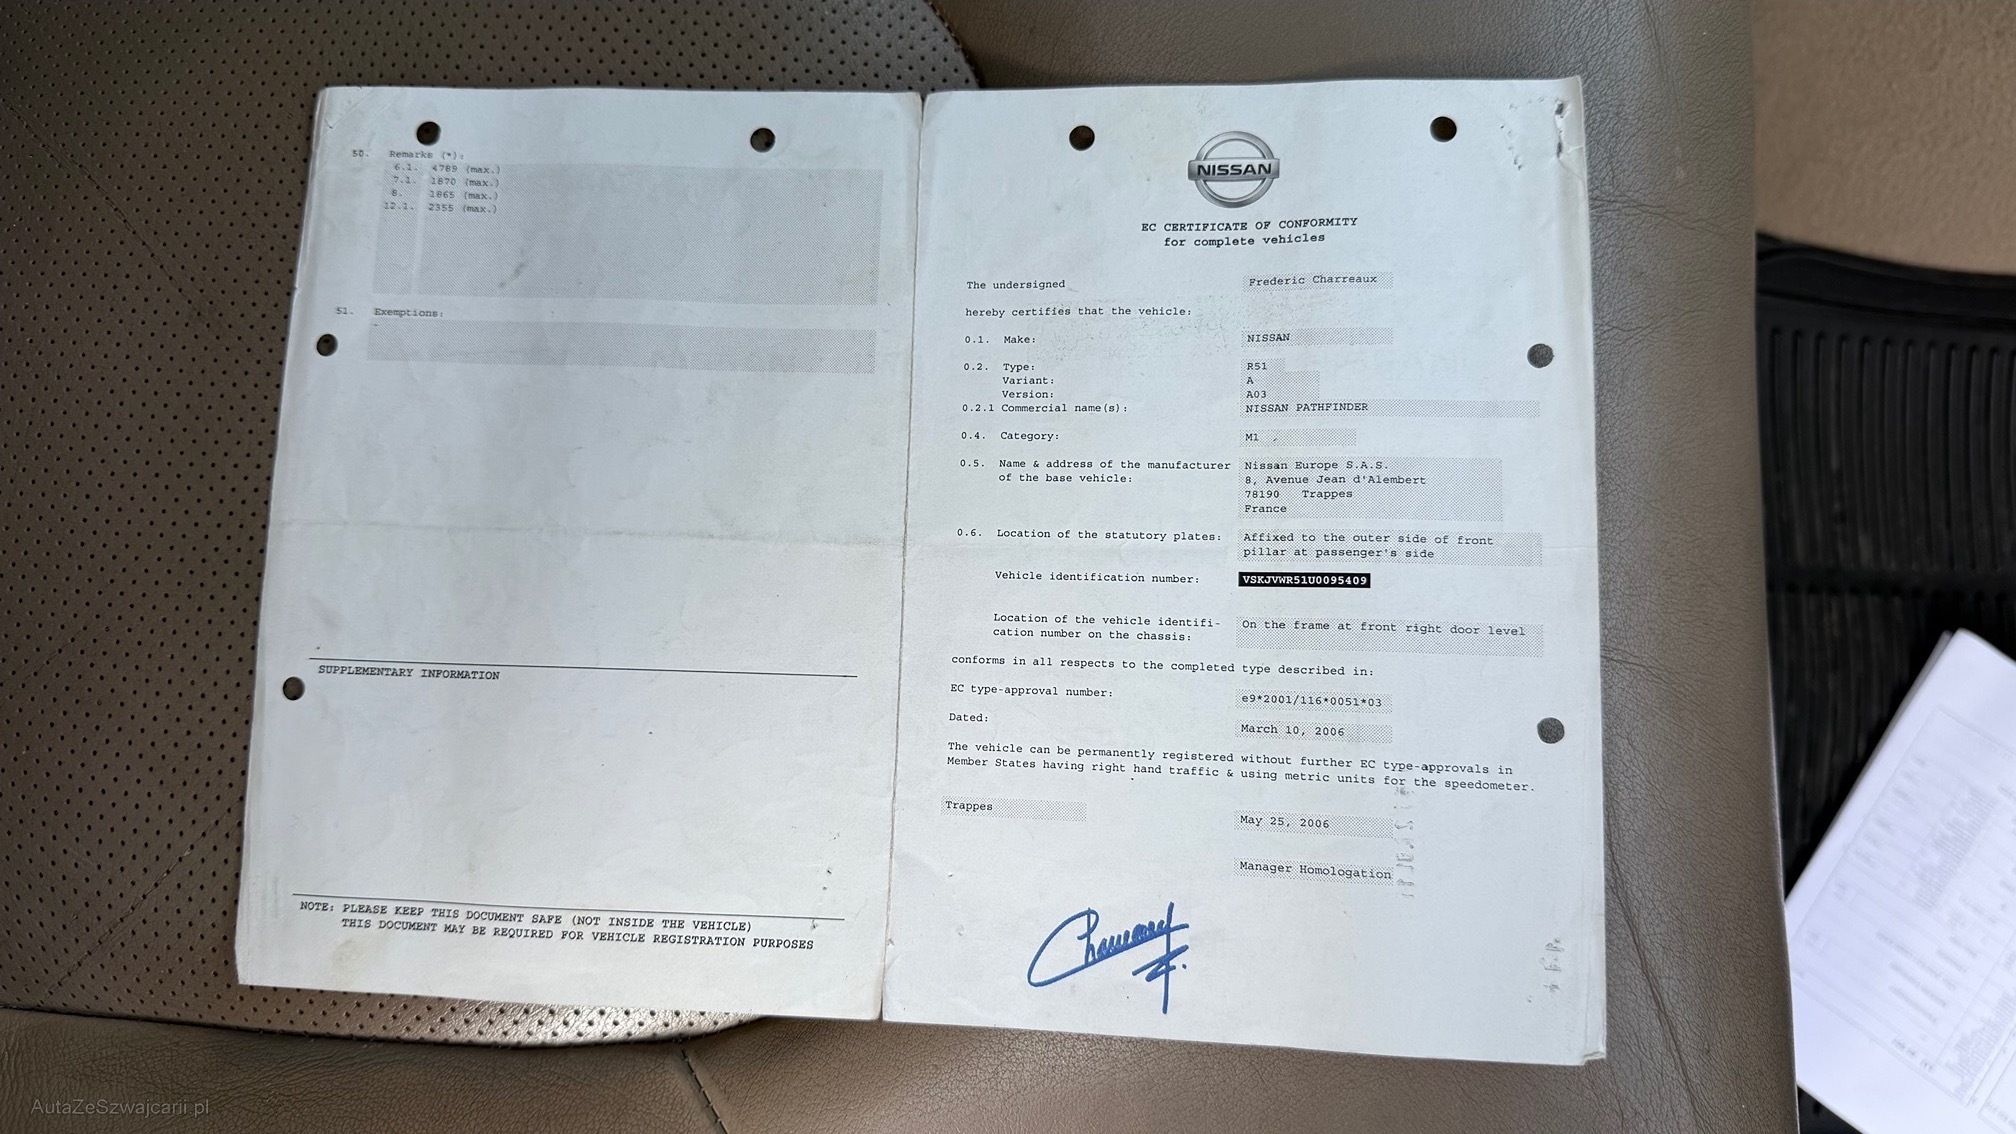 50. Remarks (*):
6.1. 4789 (max.)
7.1. 1870 (max.)
8. 1865 (max.)
12.1. 2355 (max.)
51. Exemptions:
-
SUPPLEMENTARY INFORMATION
NOTE: PLEASE KEEP THIS DOCUMENT SAFE (NOT INSIDE THE VEHICLE)
THIS DOCUMENT MAY BE REQUIRED FOR VEHICLE REGISTRATION PURPOSES
NISSAN
EC CERTIFICATE OF CONFORMITY
for complete vehicles
The undersigned Frederic Charreaux
hereby certifies that the vehicle:
0.1. Make: NISSAN
0.2. Type: R51
Variant: A
Version: A03
0.2.1 Commercial name(s): NISSAN PATHFINDER
0.4. Category: M1
0.5. Name & address of the manufacturer Nissan Europe S.A.S.
of the base vehicle: 8, Avenue Jean d'Alembert
78190 Trappes
France
0.6. Location of the statutory plates: Affixed to the outer side of front
pillar at passenger's side
Vehicle identification number: VSKJVWR51U0095409
Location of the vehicle identifi- On the frame at front right door level
cation number on the chassis:
conforms in all respects to the completed type described in:
EC type-approval number: e9*2001/116*0051*03
Dated: March 10, 2006
The vehicle can be permanently registered without further EC type-approvals in
Member States having right hand traffic & using metric units for the speedometer.
Trappes May 25, 2006
Manager Homologation
AutaZeSzwajcarii.pl